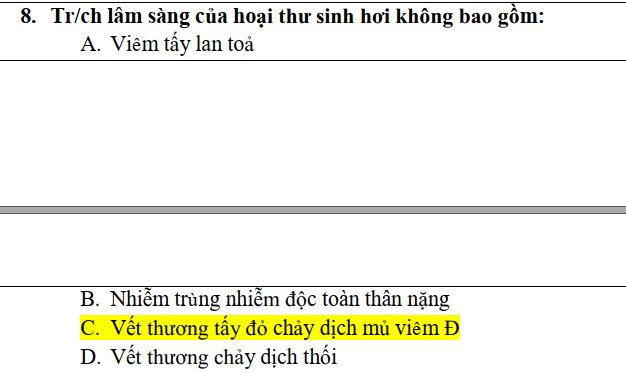 8. Tr/ch lâm sàng của hoại thư sinh hơi không bao gồm:
A. Viêm tấy lan toả
B. Nhiễm trùng nhiễm độc toàn thân nặng
C. Vết thương tấy đỏ chảy dịch mủ viêm Đ
D. Vết thương chảy dịch thối